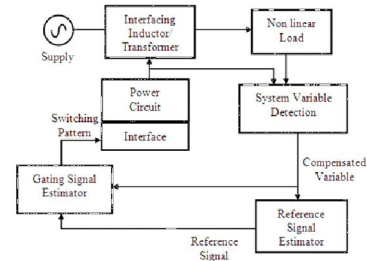 Interfacing
Inductor/
Transformer
Non linear
Load
Supply
Power
Circuit
System Variable
Detection
Switching
Pattern
Interface
Compensated
Variable
Gating Signal
Estimator
Reference
Signal
Estimator
Reference
Signal